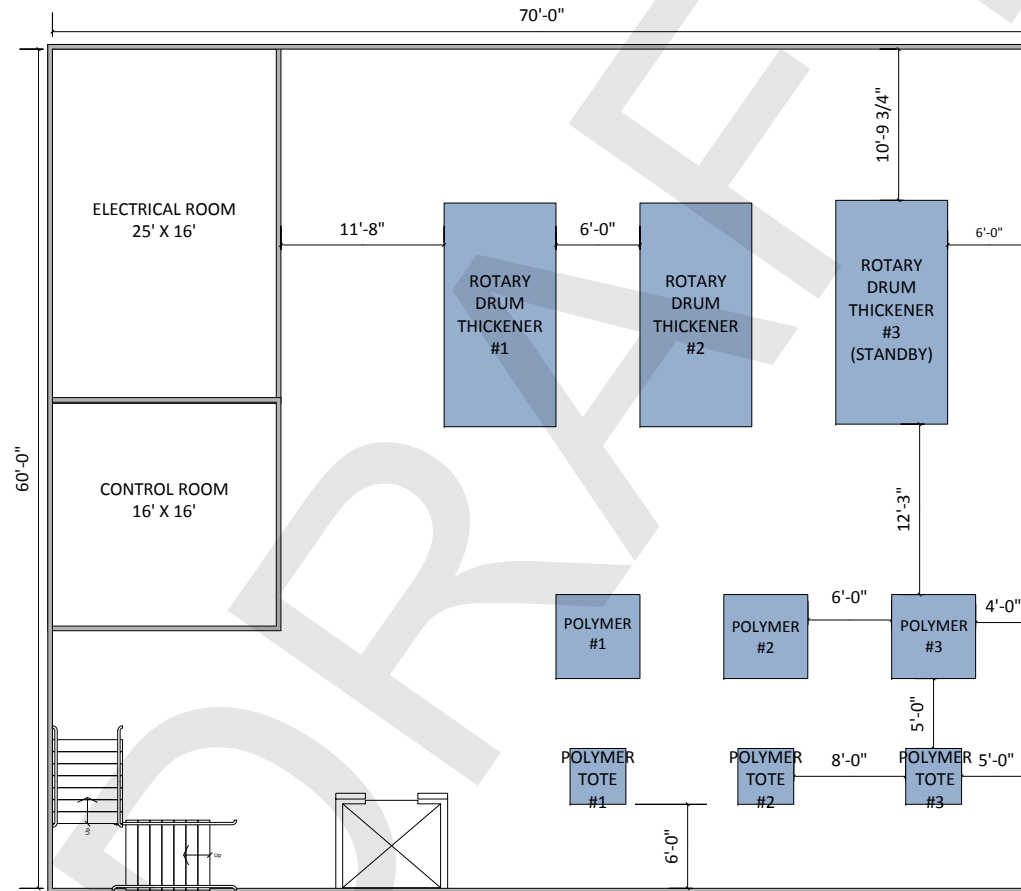 70'-0"
60'-0"
10'-9 3/4"
ELECTRICAL ROOM
25' X 16'
11'-8"
6'-0"
6'-0"
ROTARY
DRUM
THICKENER
#1
ROTARY
DRUM
THICKENER
#2
ROTARY
DRUM
THICKENER
#3
(STANDBY)
CONTROL ROOM
16' X 16'
12'-3"
6'-0"
4'-0"
POLYMER
#1
POLYMER
#2
POLYMER
#3
5'-0"
POLYMER
TOTE
#1
POLYMER
TOTE
#2
8'-0"
POLYMER
TOTE
#3
5'-0"
6'-0"
Up
Up
DRAF